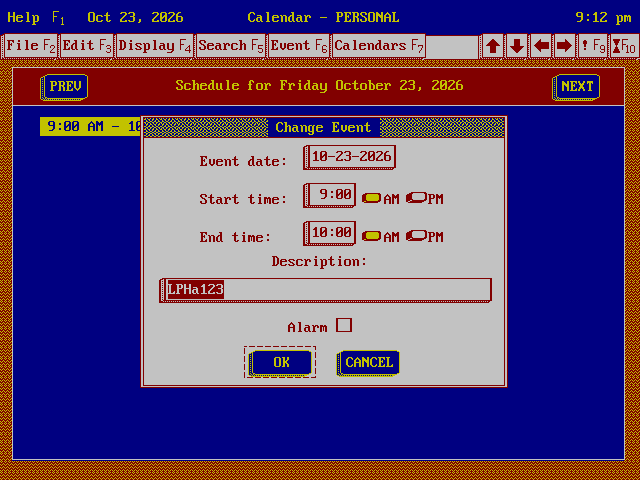 Help F1 Oct 23, 2026 Calendar - PERSONAL 9:12 pm
File F2 Edit F3 Display F4 Search F5 Event F6 Calendars F7 ! F9 F10
PREV Schedule for Friday October 23, 2026 NEXT
9:00 AM - 10
Change Event
Event date: 10-23-2026
Start time: 9:00 AM PM
End time: 10:00 AM PM
Description:
LPHa123
Alarm
OK CANCEL